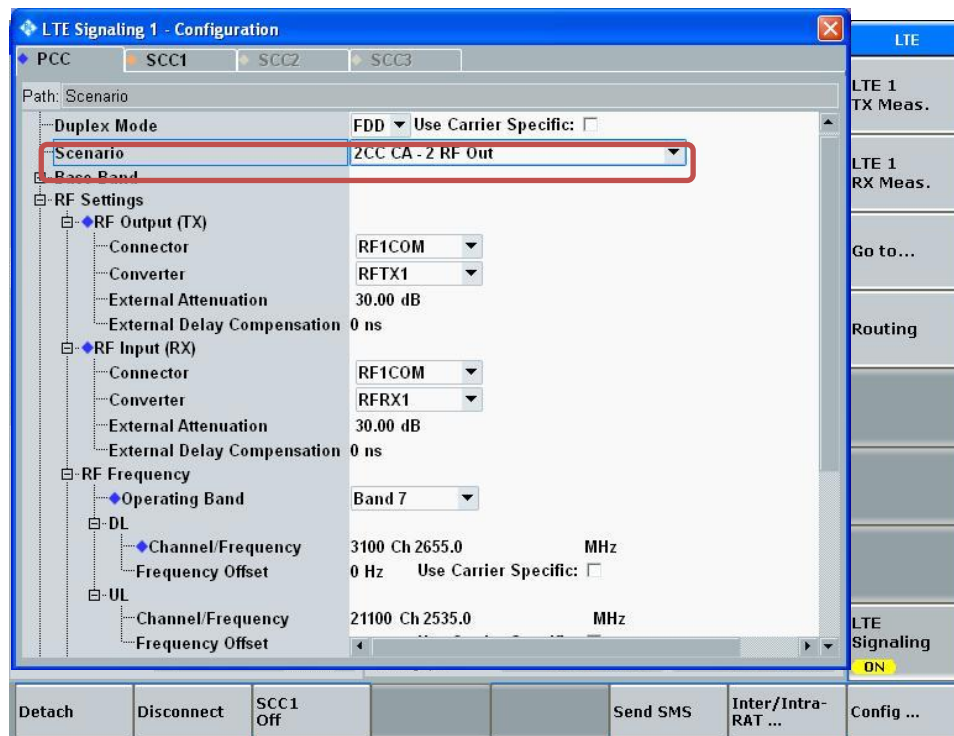 LTE Signaling 1 - Configuration
LTE
PCC SCC1 SCC2 SCC3
Path: Scenario
LTE 1
TX Meas.
Duplex Mode FDD Use Carrier Specific:
Scenario 2CC CA - 2 RF Out
LTE 1
RX Meas.
Base Band
RF Settings
RF Output (TX)
Connector RF1COM
Go to...
Converter RFTX1
External Attenuation 30.00 dB
External Delay Compensation 0 ns
Routing
RF Input (RX)
Connector RF1COM
Converter RFRX1
External Attenuation 30.00 dB
External Delay Compensation 0 ns
RF Frequency
Operating Band Band 7
DL
Channel/Frequency 3100 Ch 2655.0 MHz
Frequency Offset 0 Hz Use Carrier Specific:
UL
Channel/Frequency 21100 Ch 2535.0 MHz
Frequency Offset
LTE
Signaling
ON
Detach
Disconnect
SCC1
Off
Send SMS
Inter/Intra-
RAT ...
Config ...